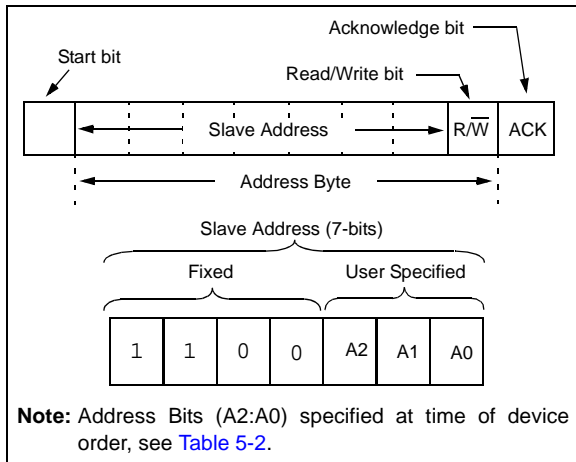 Acknowledge bit
Start bit
Read/Write bit
Slave Address
R/W
ACK
Address Byte
Slave Address (7-bits)
Fixed
User Specified
1 1 0 0 A2 A1 A0
Note: Address Bits (A2:A0) specified at time of device
order, see Table 5-2.